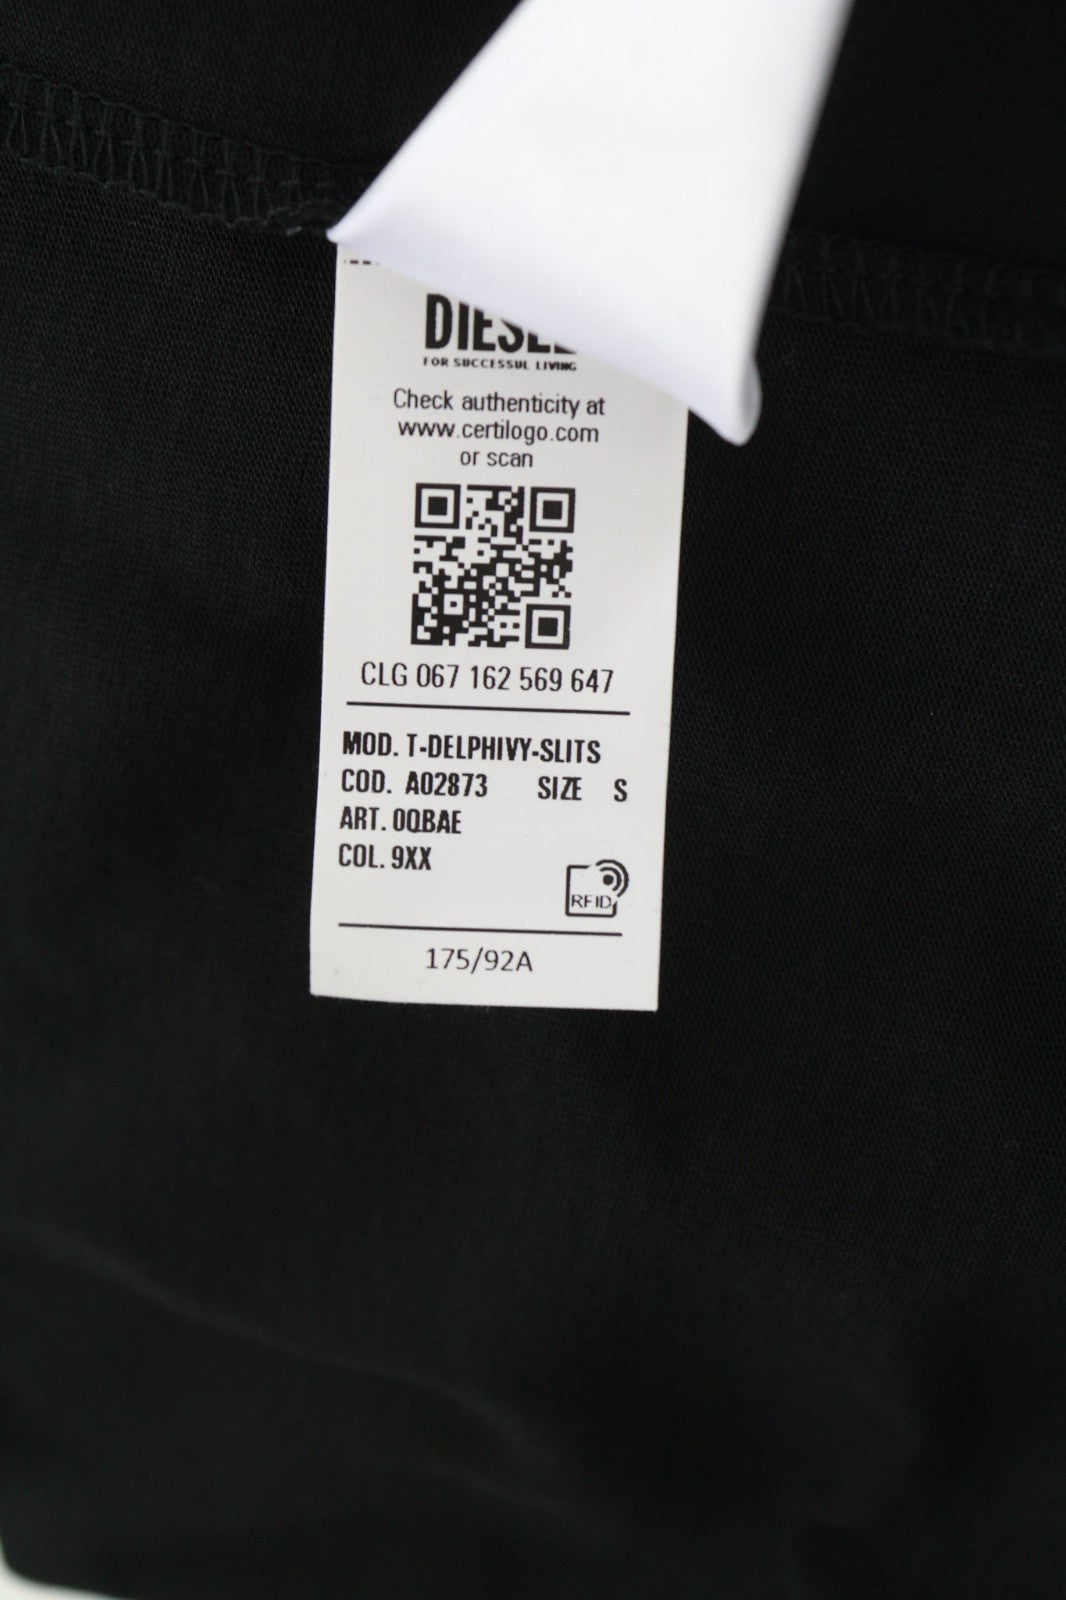 DIESEL
FOR SUCCESSFUL LIVING
Check authenticity at
www.certilogo.com
or scan
CLG 067 162 569 647
MOD. T-DELPHIVY-SLITS
COD. A02873 SIZE S
ART. 0QBAE
COL. 9XX
RFID
175/92A